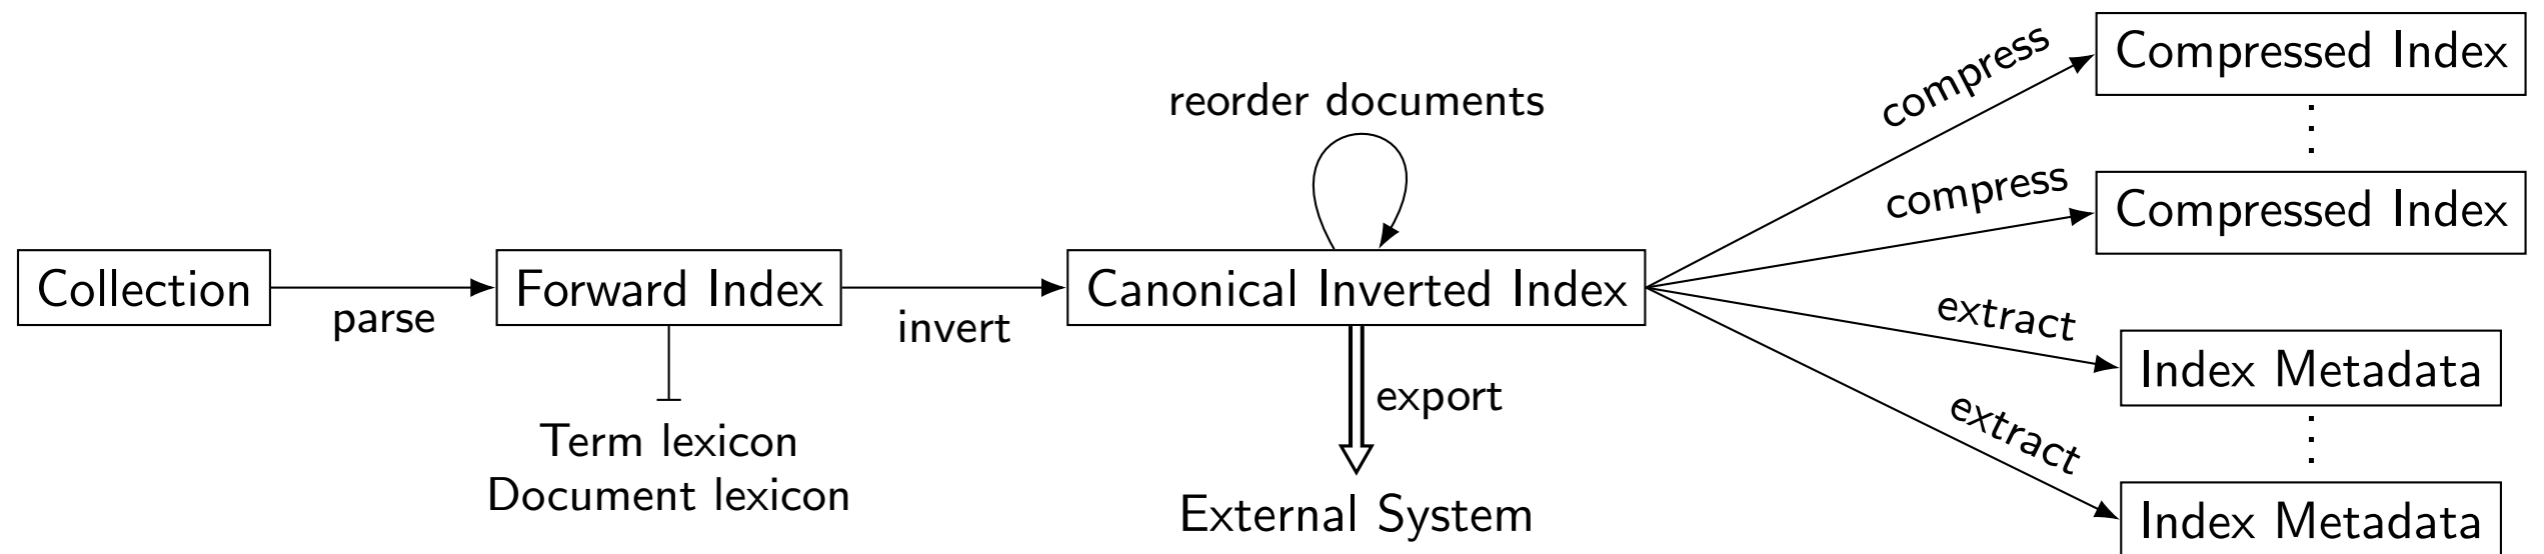 Collection
parse
Forward Index
Term lexicon
Document lexicon
invert
reorder documents
Canonical Inverted Index
export
External System
compress
Compressed Index
compress
Compressed Index
extract
Index Metadata
extract
Index Metadata